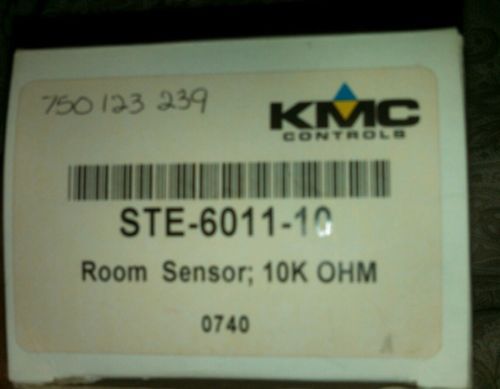 750 123 239
KMC
CONTROLS
STE-6011-10
Room Sensor; 10K OHM
0740
A